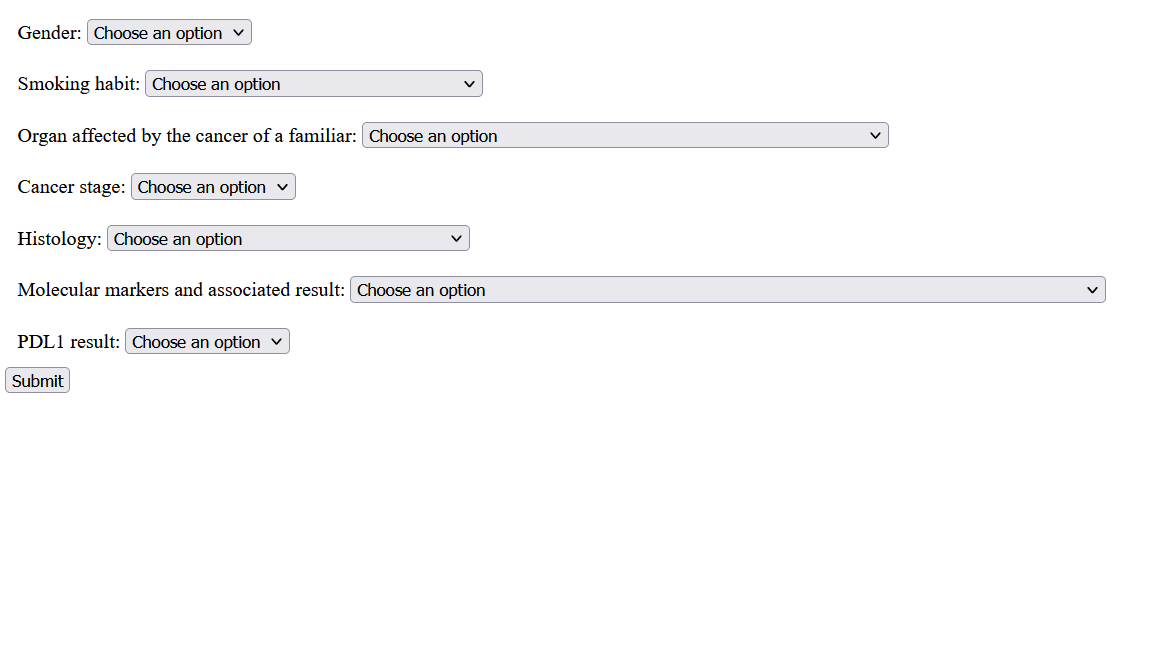 Gender: Choose an option
Smoking habit: Choose an option
Organ affected by the cancer of a familiar: Choose an option
Cancer stage: Choose an option
Histology: Choose an option
Molecular markers and associated result: Choose an option
PDL1 result: Choose an option
Submit